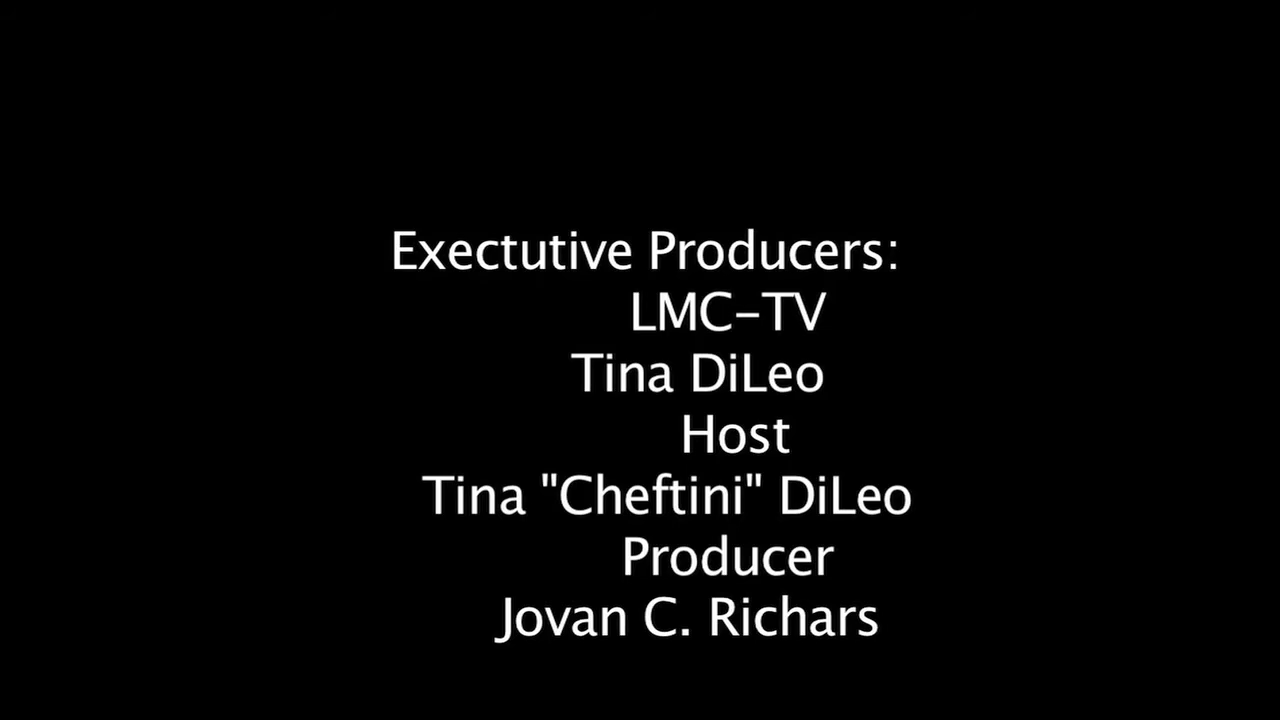 Exectutive Producers:
LMC-TV
Tina DiLeo
Host
Tina "Cheftini" DiLeo
Producer
Jovan C. Richars